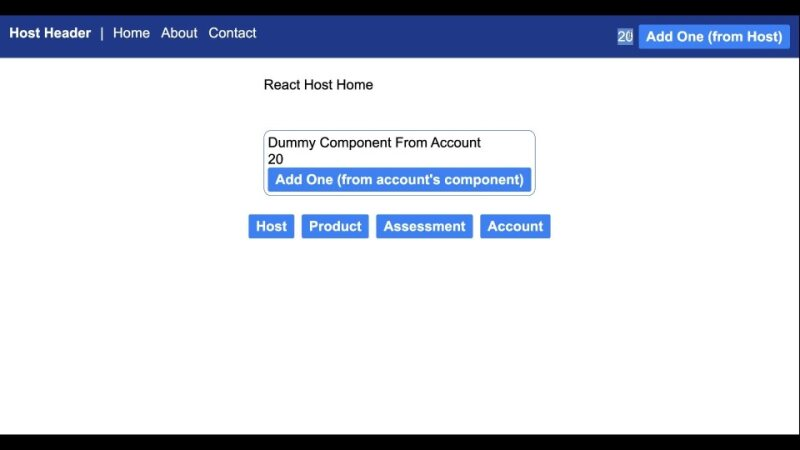 Host Header | Home About Contact 20 Add One (from Host)
React Host Home
Dummy Component From Account
20
Add One (from account's component)
Host Product Assessment Account